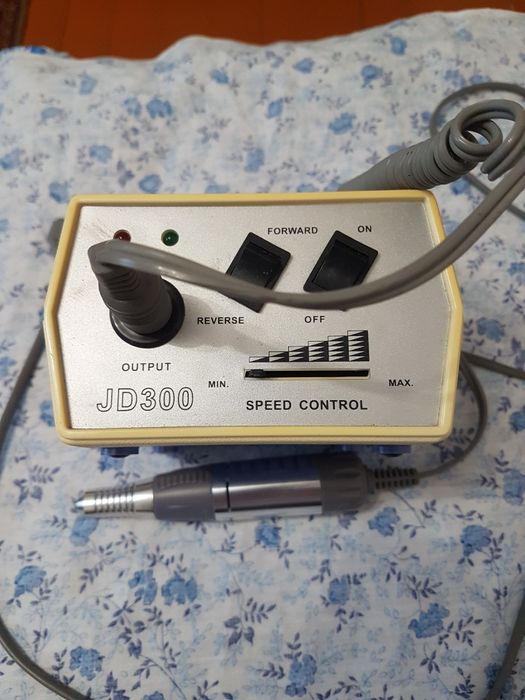 FORWARD ON
REVERSE OFF
OUTPUT
JD300
MIN. MAX.
SPEED CONTROL